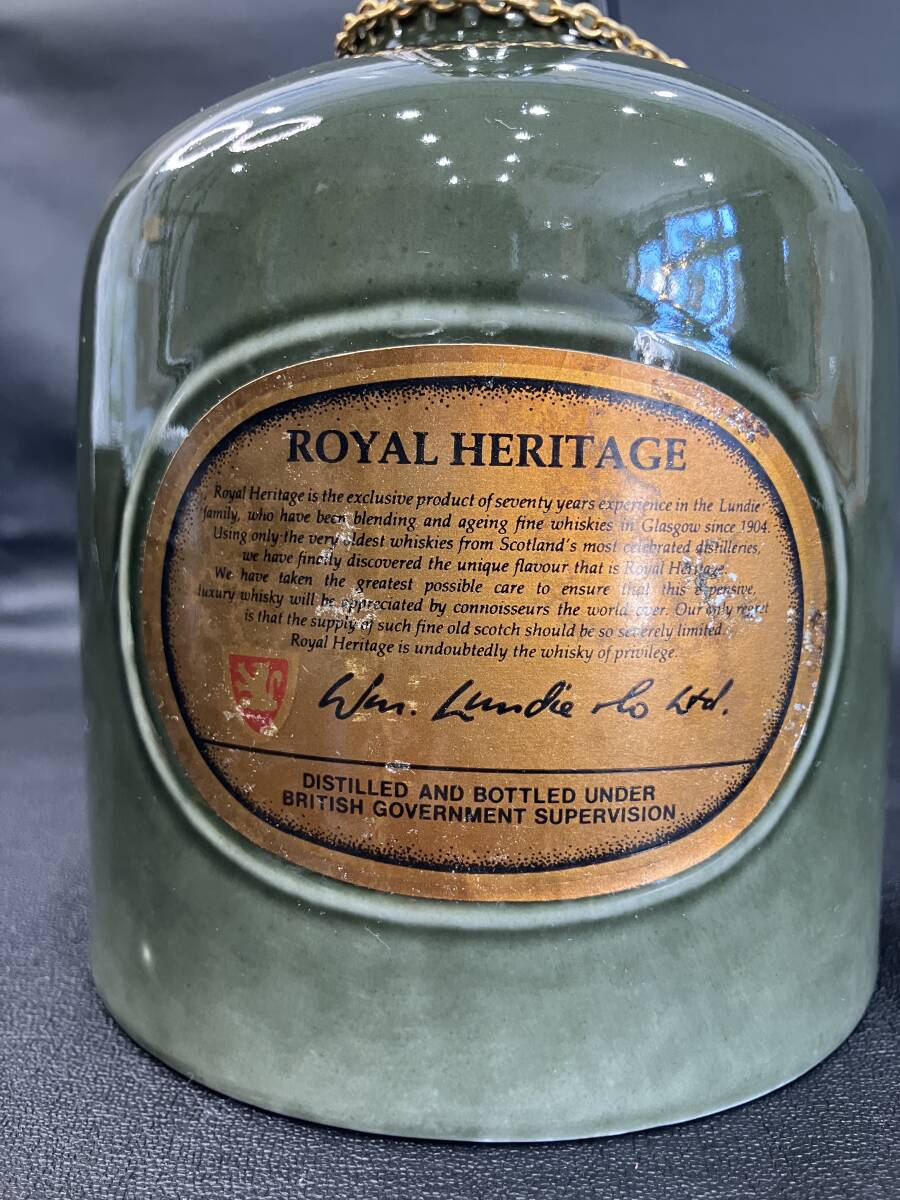 ROYAL HERITAGE
Royal Heritage is the exclusive product of seventy years experience in the Lundie
family, who have been blending and ageing fine whiskies in Glasgow since 1904.
Using only the very oldest whiskies from Scotland's most celebrated distilleries,
we have finally discovered the unique flavour that is Royal Heritage.
We have taken the greatest possible care to ensure that this expensive,
luxury whisky will be appreciated by connoisseurs the world over. Our only regret
is that the supply of such fine old scotch should be so severely limited.
Royal Heritage is undoubtedly the whisky of privilege.
Wm. Lundie & Co Ltd.
DISTILLED AND BOTTLED UNDER
BRITISH GOVERNMENT SUPERVISION